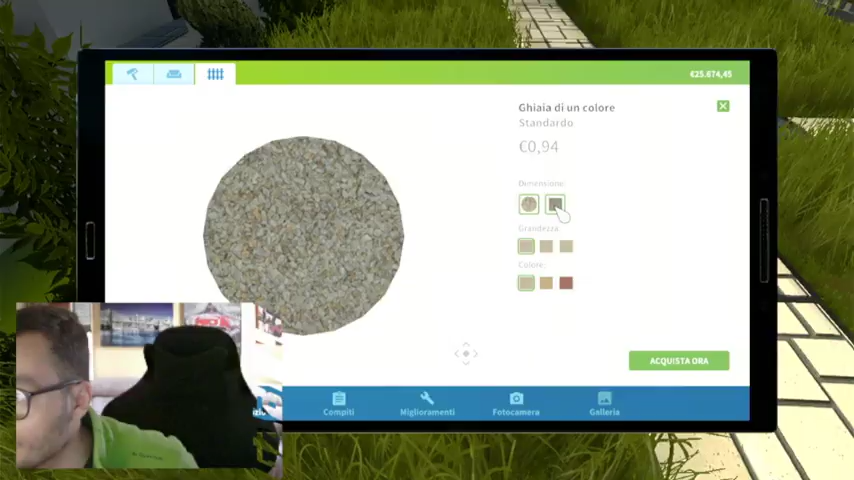 €25.674,45
Ghiaia di un colore
Standardo
€0,94
Dimensione:
Grandezza
Colore:
ACQUISTA ORA
Compiti
Miglioramenti
Fotocamera
Galleria